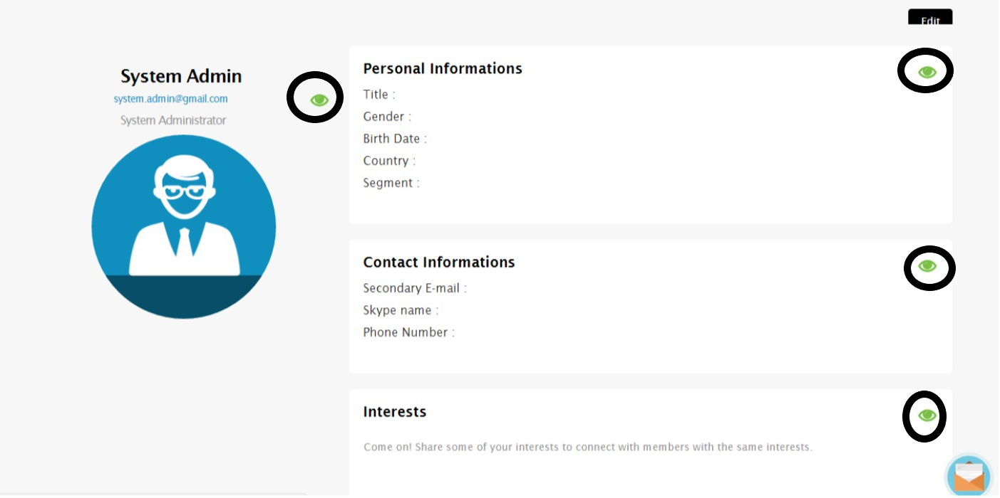 Edit
System Admin
system.admin@gmail.com
System Administrator
Personal Informations
Title :
Gender :
Birth Date :
Country :
Segment :
Contact Informations
Secondary E-mail :
Skype name :
Phone Number :
Interests
Come on! Share some of your interests to connect with members with the same interests.